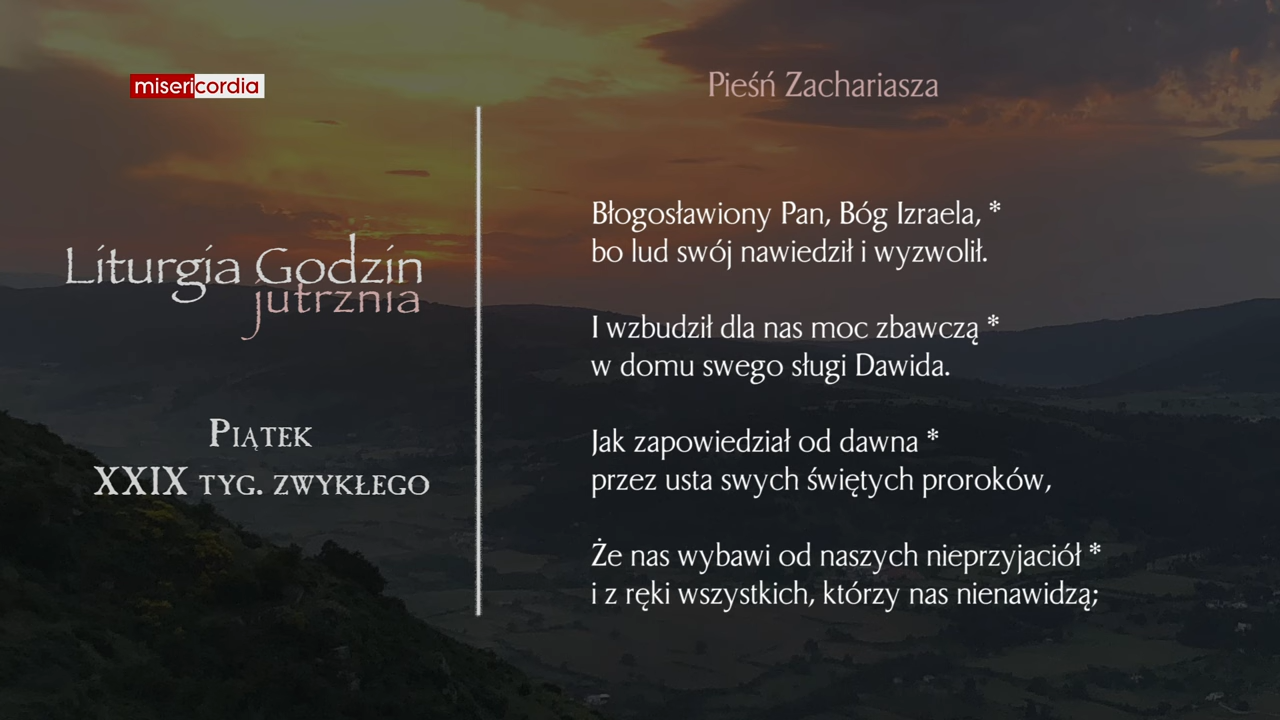 misericordia
Liturgia Godzin
jutrznia
Piątek
XXIX tyg. zwykłego
Pieśń Zachariasza
Błogosławiony Pan, Bóg Izraela, *
bo lud swój nawiedził i wyzwolił.
I wzbudził dla nas moc zbawczą *
w domu swego sługi Dawida.
Jak zapowiedział od dawna *
przez usta swych świętych proroków,
Że nas wybawi od naszych nieprzyjaciół *
i z ręki wszystkich, którzy nas nienawidzą;